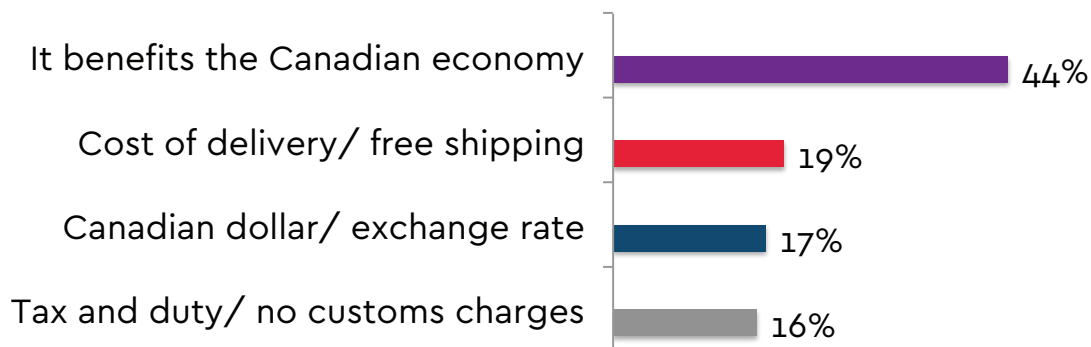 It benefits the Canadian economy 44%
Cost of delivery/ free shipping 19%
Canadian dollar/ exchange rate 17%
Tax and duty/ no customs charges 16%